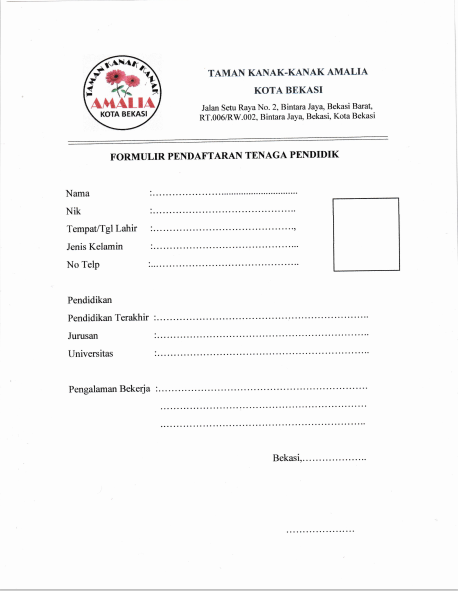 TAMAN KANAK KANAK
AMALIA
KOTA BEKASI
TAMAN KANAK-KANAK AMALIA
KOTA BEKASI
Jalan Setu Raya No. 2, Bintara Jaya, Bekasi Barat,
RT.006/RW.002, Bintara Jaya, Bekasi, Kota Bekasi
FORMULIR PENDAFTARAN TENAGA PENDIDIK
Nama :......................................................
Nik :......................................................
Tempat/Tgl Lahir :......................................................,
Jenis Kelamin :......................................................
No Telp :......................................................
Pendidikan
Pendidikan Terakhir :......................................................
Jurusan :......................................................
Universitas :......................................................
Pengalaman Bekerja :......................................................
......................................................
......................................................
Bekasi,....................
....................